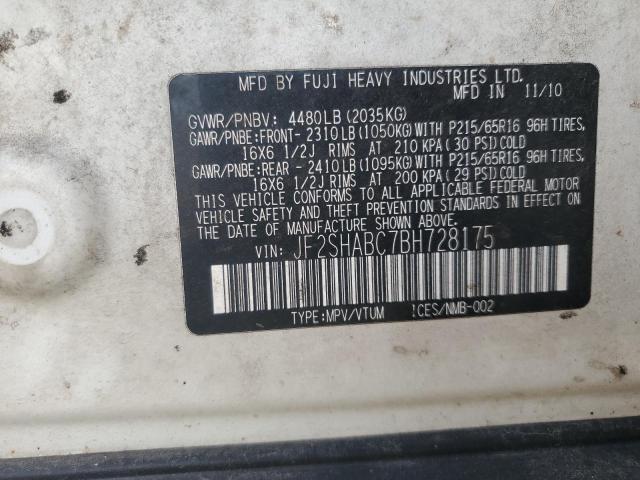 MFD BY FUJI HEAVY INDUSTRIES LTD.
MFD IN 11/10
GVWR/PNBV: 4480LB(2035KG)
GAWR/PNBE:FRONT- 2310LB(1050KG)WITH P215/65R16 96H TIRES,
16X6 1/2J RIMS AT 210 KPA(30 PSI)COLD
GAWR/PNBE:REAR - 2410LB(1095KG)WITH P215/65R16 96H TIRES,
16X6 1/2J RIMS AT 200 KPA(29 PSI)COLD
THIS VEHICLE CONFORMS TO ALL APPLICABLE FEDERAL MOTOR
VEHICLE SAFETY AND THEFT PREVENTION STANDARDS IN EFFECT ON
THE DATE OF MANUFACTURE SHOWN ABOVE.
VIN: JF2SHABC7BH728175
TYPE:MPV/VTUM ICES/NMB-002